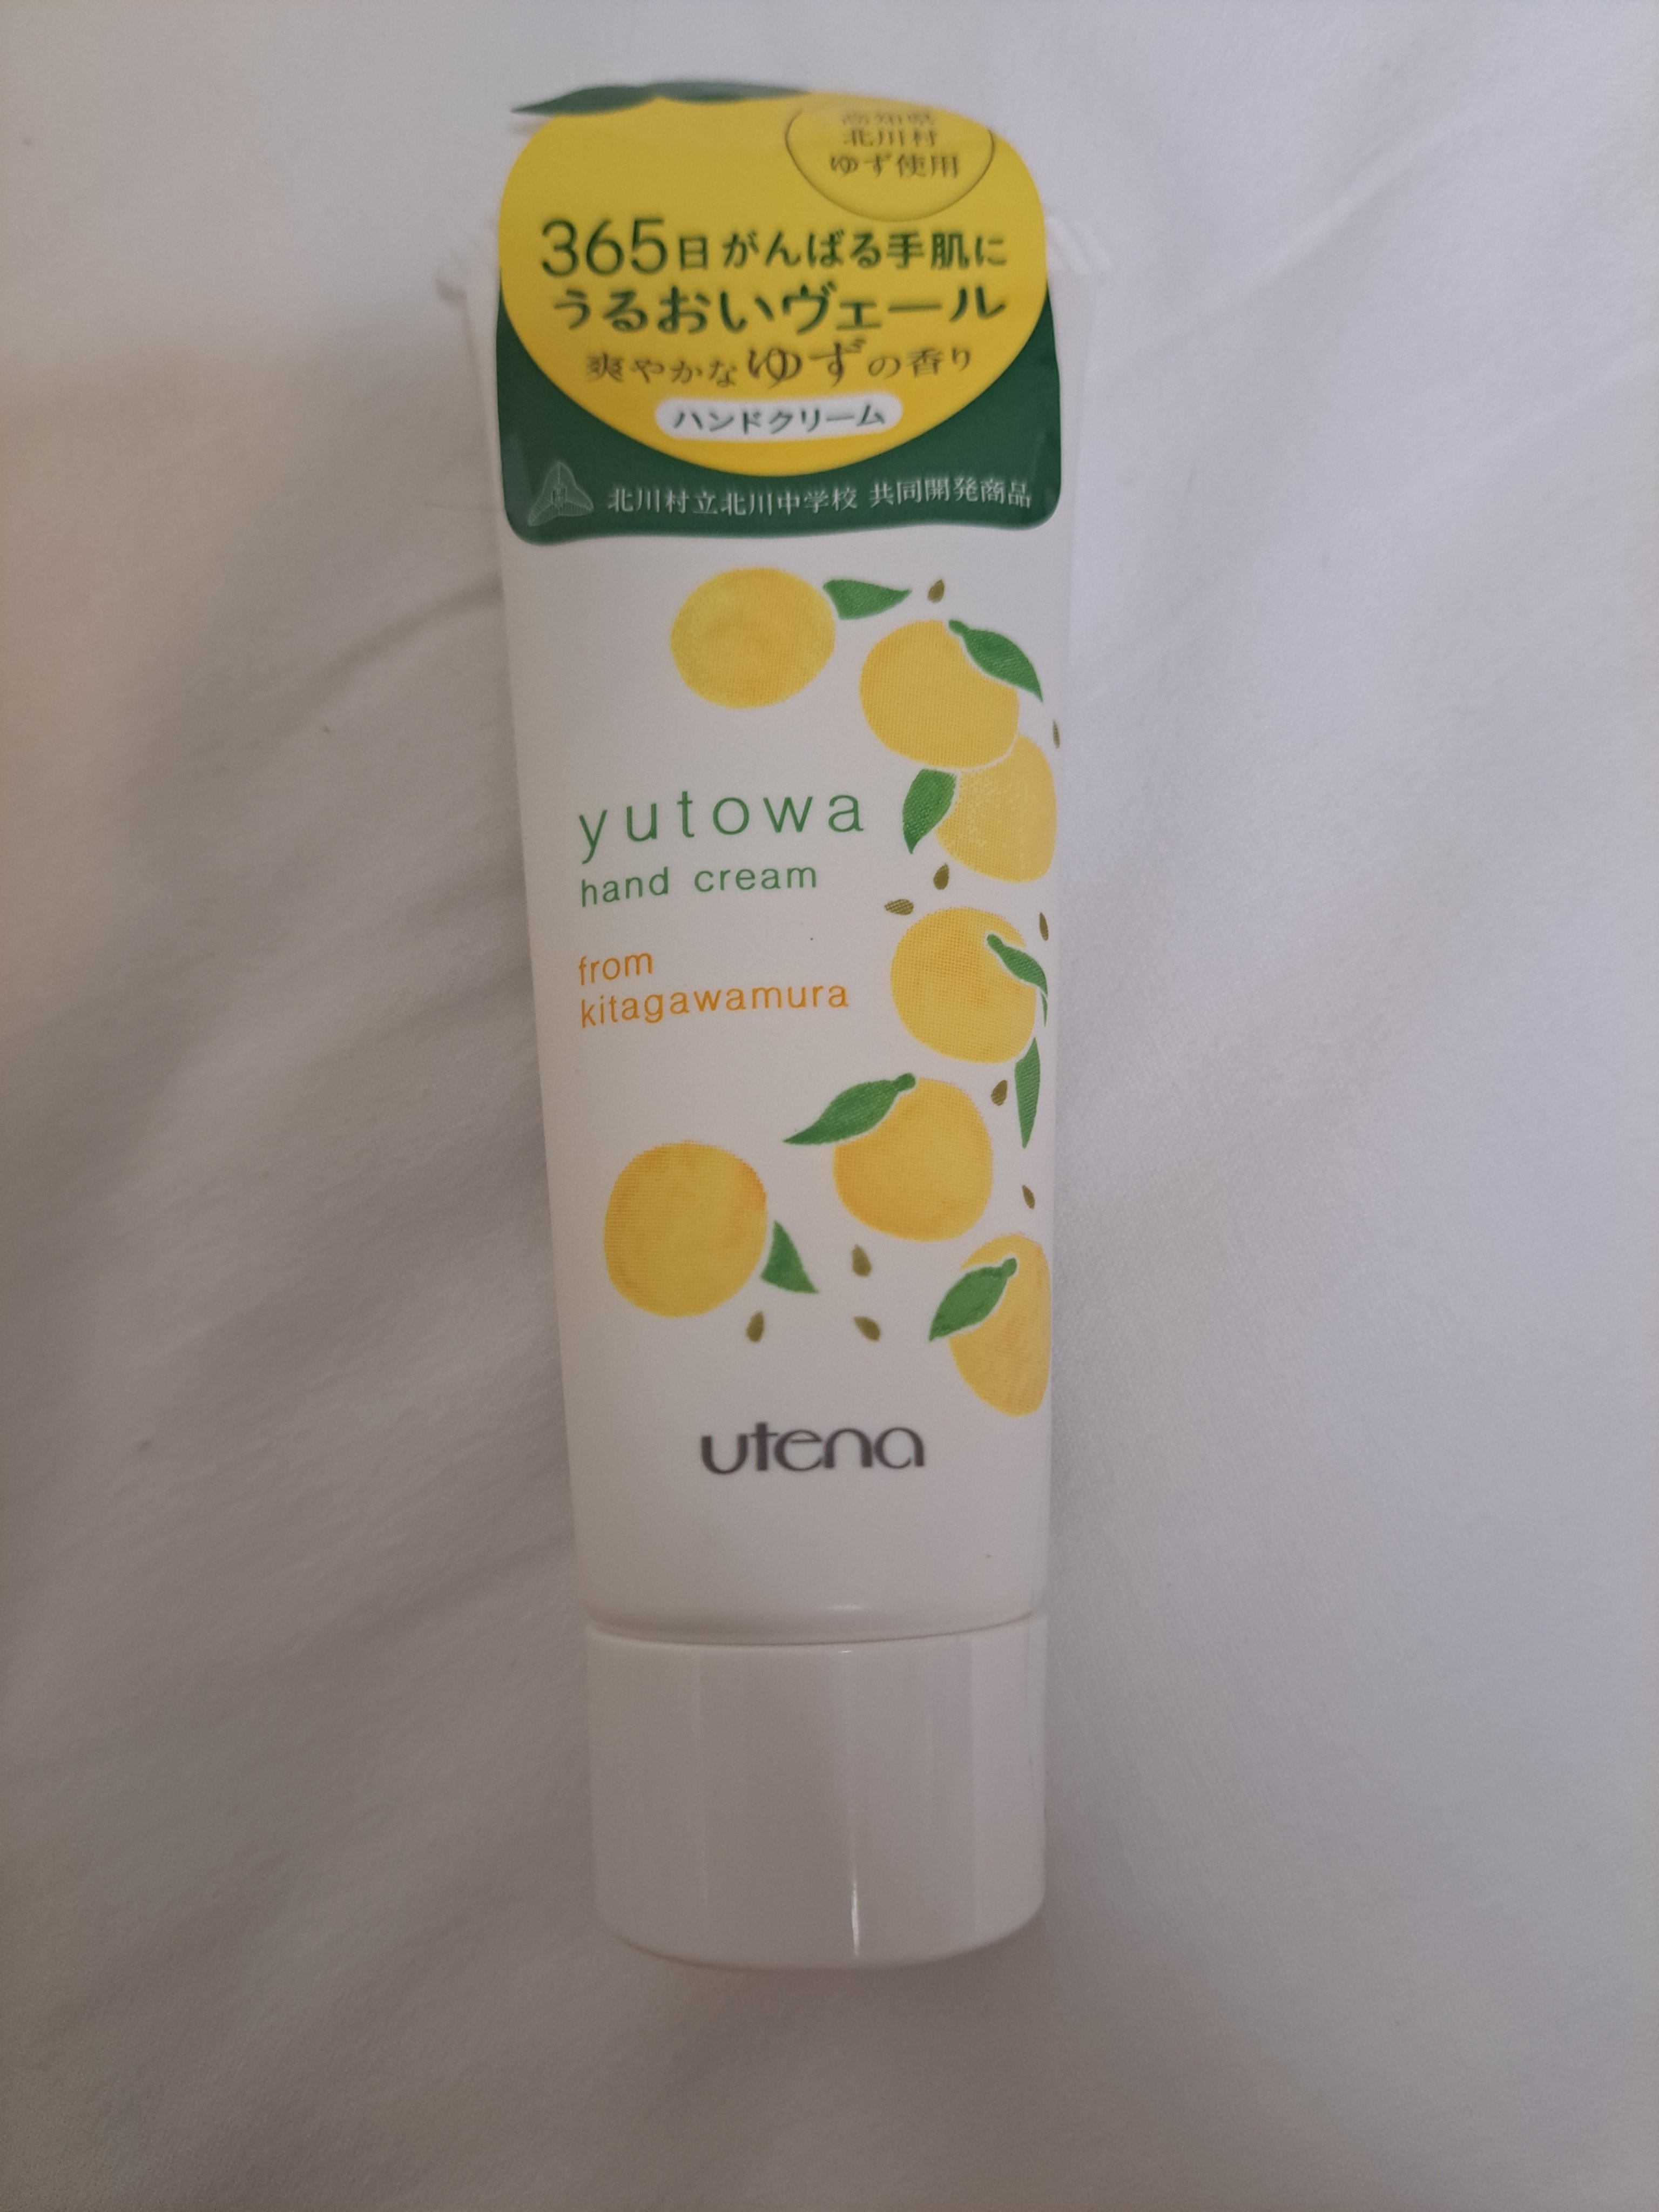 高知県
北川村
ゆず使用
365日がんばる手肌に
うるおいヴェール
爽やかなゆずの香り
ハンドクリーム
北川村立北川中学校 共同開発商品
yutowa
hand cream
from
kitagawamura
utena